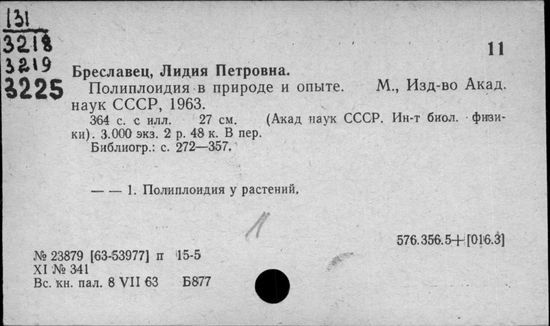 131
3218
3219
3225
11
Бреславец, Лидия Петровна.
Полиплоидия в природе и опыте. М., Изд-во Акад.
наук СССР, 1963.
364 с. с илл. 27 см. (Акад наук СССР. Ин-т биол. физи-
ки). 3.000 экз. 2 р. 48 к. В пер.
Библиогр.: с. 272—357.
— — 1. Полиплоидия у растений.
1
576.356.5+[016.3]
№ 23879 [63-53977] п 15-5
XI № 341
Вс. кн. пал. 8 VII 63 Б877